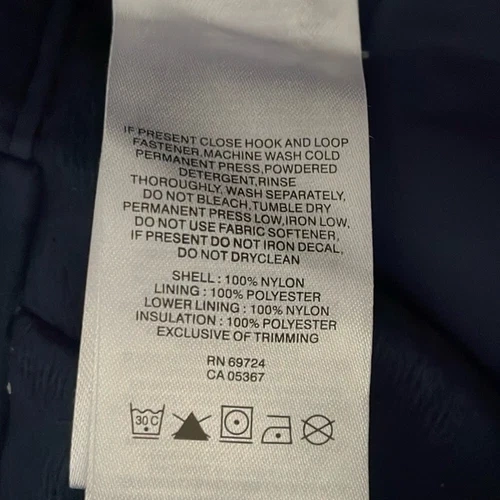 IF PRESENT CLOSE HOOK AND LOOP
FASTENER,MACHINE WASH COLD
PERMANENT PRESS,POWDERED
DETERGENT,RINSE
THOROUGHLY, WASH SEPARATELY,
DO NOT BLEACH,TUMBLE DRY
PERMANENT PRESS LOW,IRON LOW,
DO NOT USE FABRIC SOFTENER,
IF PRESENT DO NOT IRON DECAL,
DO NOT DRYCLEAN
SHELL : 100% NYLON
LINING : 100% POLYESTER
LOWER LINING : 100% NYLON
INSULATION : 100% POLYESTER
EXCLUSIVE OF TRIMMING
RN 69724
CA 05367
30 C